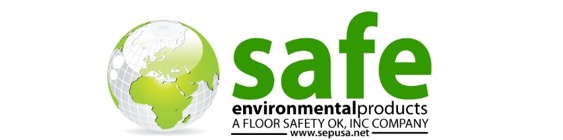 safe
environmentalproducts
A FLOOR SAFETY OK, INC COMPANY
www.sepusa.net